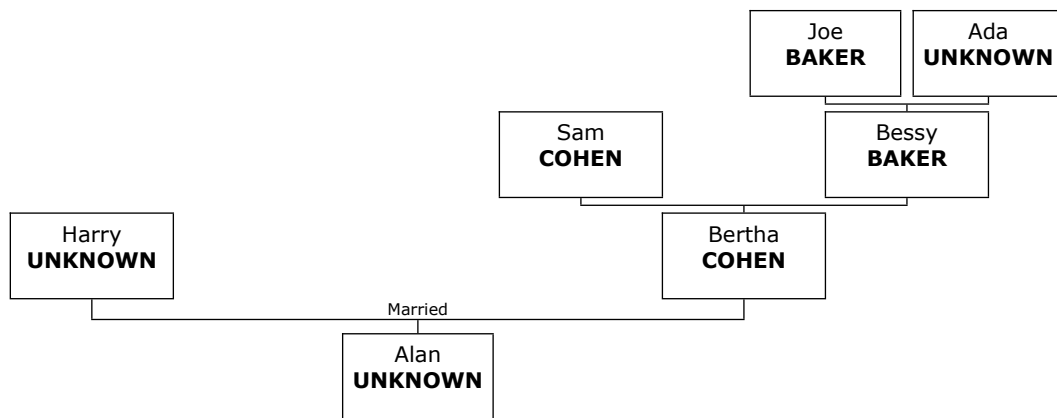 Joe
BAKER
Ada
UNKNOWN
Sam
COHEN
Bessy
BAKER
Harry
UNKNOWN
Bertha
COHEN
Married
Alan
UNKNOWN